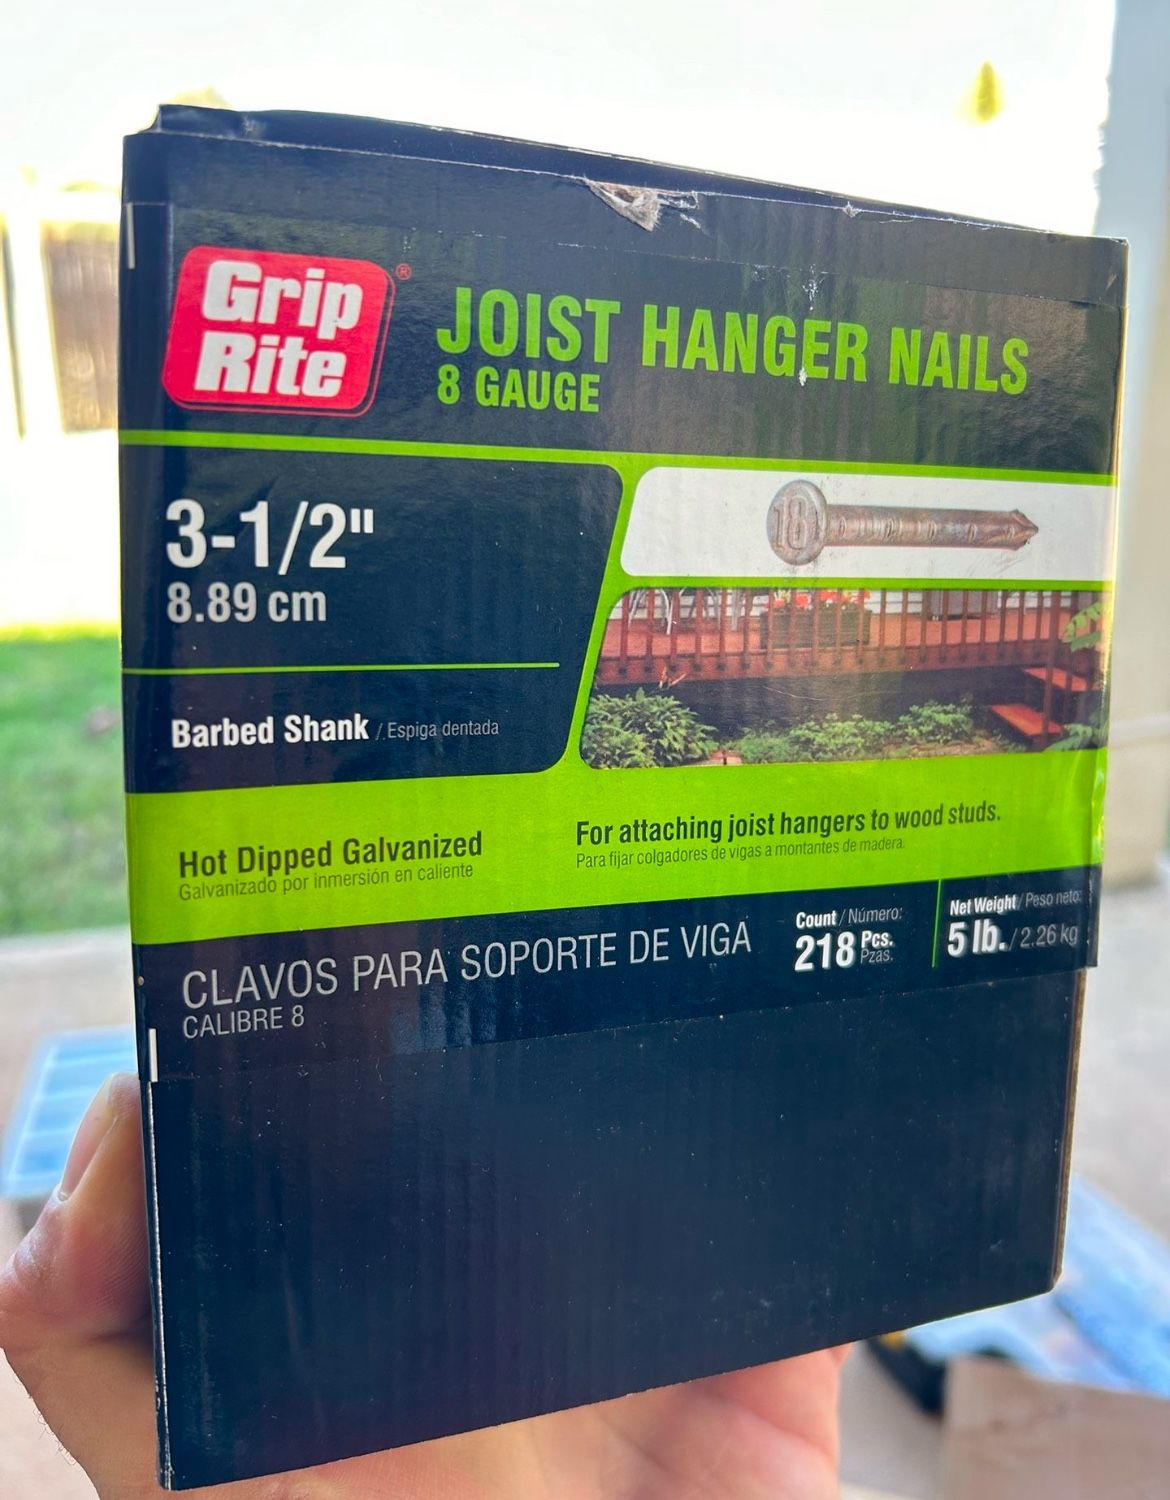 Grip
Rite®
JOIST HANGER NAILS
8 GAUGE
3-1/2"
8.89 cm
18
Barbed Shank / Espiga dentada
Hot Dipped Galvanized
Galvanizado por inmersión en caliente
For attaching joist hangers to wood studs.
Para fijar colgadores de vigas a montantes de madera.
CLAVOS PARA SOPORTE DE VIGA
CALIBRE 8
Count / Número:
218 Pcs.
Pzas.
Net Weight / Peso neto:
5 lb. / 2.26 kg